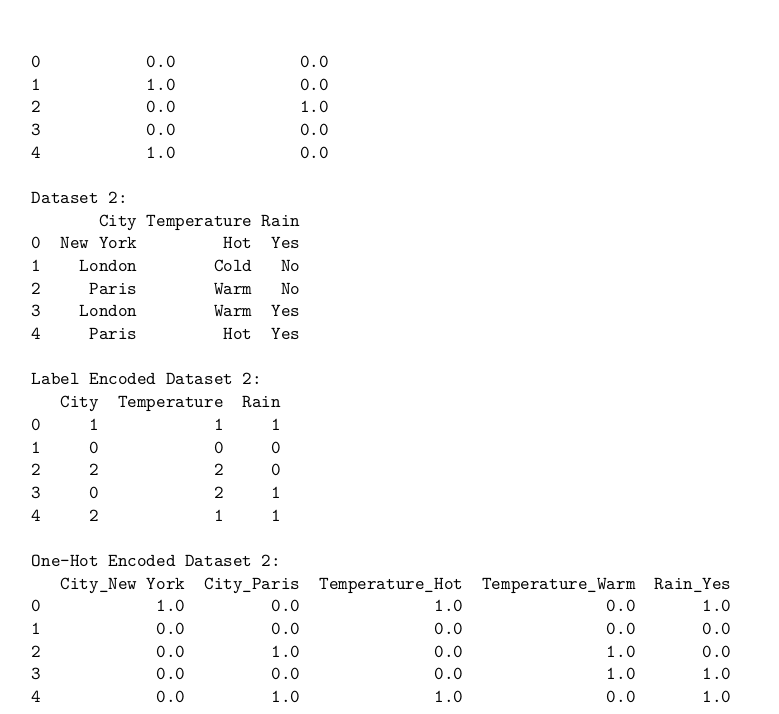 0           0.0             0.0
1           1.0             0.0
2           0.0             1.0
3           0.0             0.0
4           1.0             0.0
Dataset 2:
       City Temperature Rain
0  New York         Hot  Yes
1    London        Cold   No
2     Paris        Warm   No
3    London        Warm  Yes
4     Paris         Hot  Yes
Label Encoded Dataset 2:
   City  Temperature  Rain
0     1            1     1
1     0            0     0
2     2            2     0
3     0            2     1
4     2            1     1
One-Hot Encoded Dataset 2:
   City_New York  City_Paris  Temperature_Hot  Temperature_Warm  Rain_Yes
0            1.0         0.0              1.0               0.0       1.0
1            0.0         0.0              0.0               0.0       0.0
2            0.0         1.0              0.0               1.0       0.0
3            0.0         0.0              0.0               1.0       1.0
4            0.0         1.0              1.0               0.0       1.0